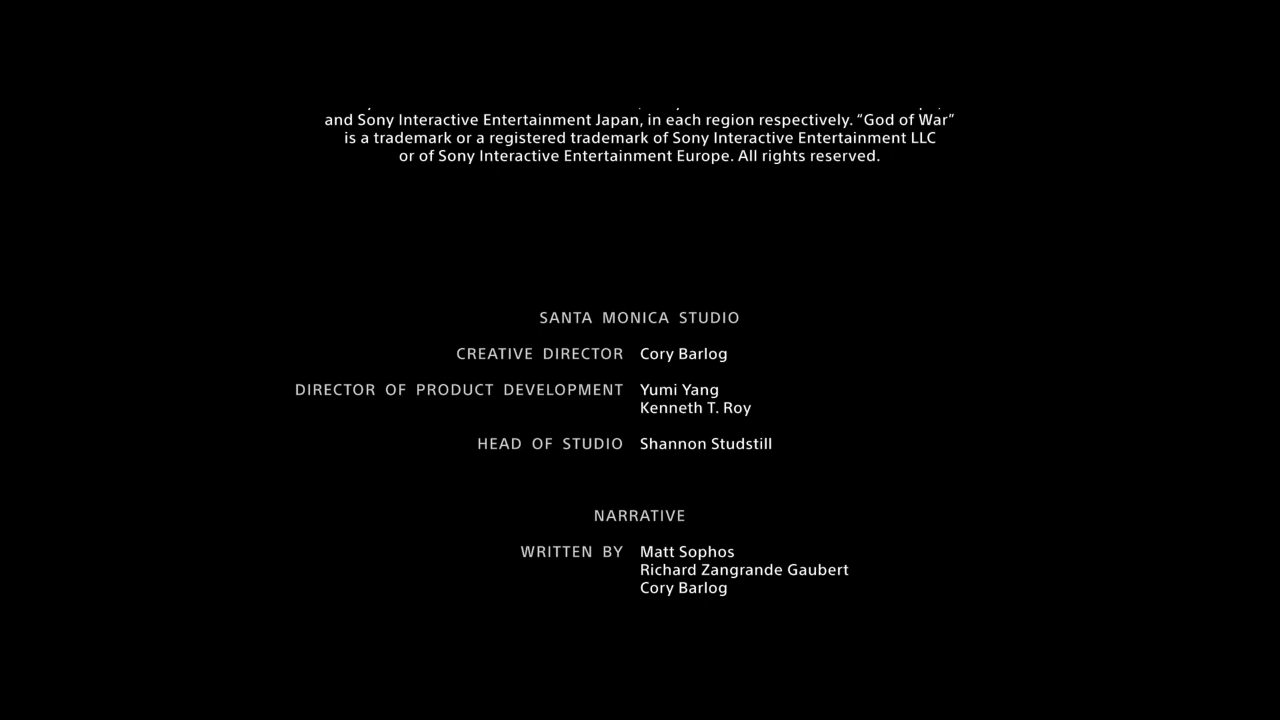 and Sony Interactive Entertainment Japan, in each region respectively. “God of War”
is a trademark or a registered trademark of Sony Interactive Entertainment LLC
or of Sony Interactive Entertainment Europe. All rights reserved.
SANTA MONICA STUDIO
CREATIVE DIRECTOR Cory Barlog
DIRECTOR OF PRODUCT DEVELOPMENT Yumi Yang
Kenneth T. Roy
HEAD OF STUDIO Shannon Studstill
NARRATIVE
WRITTEN BY Matt Sophos
Richard Zangrande Gaubert
Cory Barlog